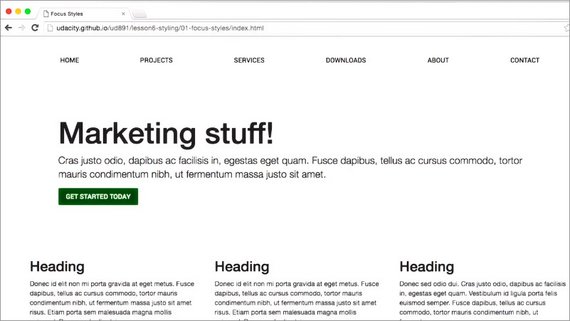 Focus Styles
udacity.github.io/ud891/lesson6-styling/01-focus-styles/index.html
HOME PROJECTS SERVICES DOWNLOADS ABOUT CONTACT
Marketing stuff!
Cras justo odio, dapibus ac facilisis in, egestas eget quam. Fusce dapibus, tellus ac cursus commodo, tortor
mauris condimentum nibh, ut fermentum massa justo sit amet.
GET STARTED TODAY
Heading
Donec id elit non mi porta gravida at eget metus. Fusce
dapibus, tellus ac cursus commodo, tortor mauris
condimentum nibh, ut fermentum massa justo sit amet
risus. Etiam porta sem malesuada magna mollis
Heading
Donec id elit non mi porta gravida at eget metus. Fusce
dapibus, tellus ac cursus commodo, tortor mauris
condimentum nibh, ut fermentum massa justo sit amet
risus. Etiam porta sem malesuada magna mollis
Heading
Donec sed odio dui. Cras justo odio, dapibus ac facilisis
in, egestas eget quam. Vestibulum id ligula porta felis
euismod semper. Fusce dapibus, tellus ac cursus
commodo, tortor mauris condimentum nibh, ut